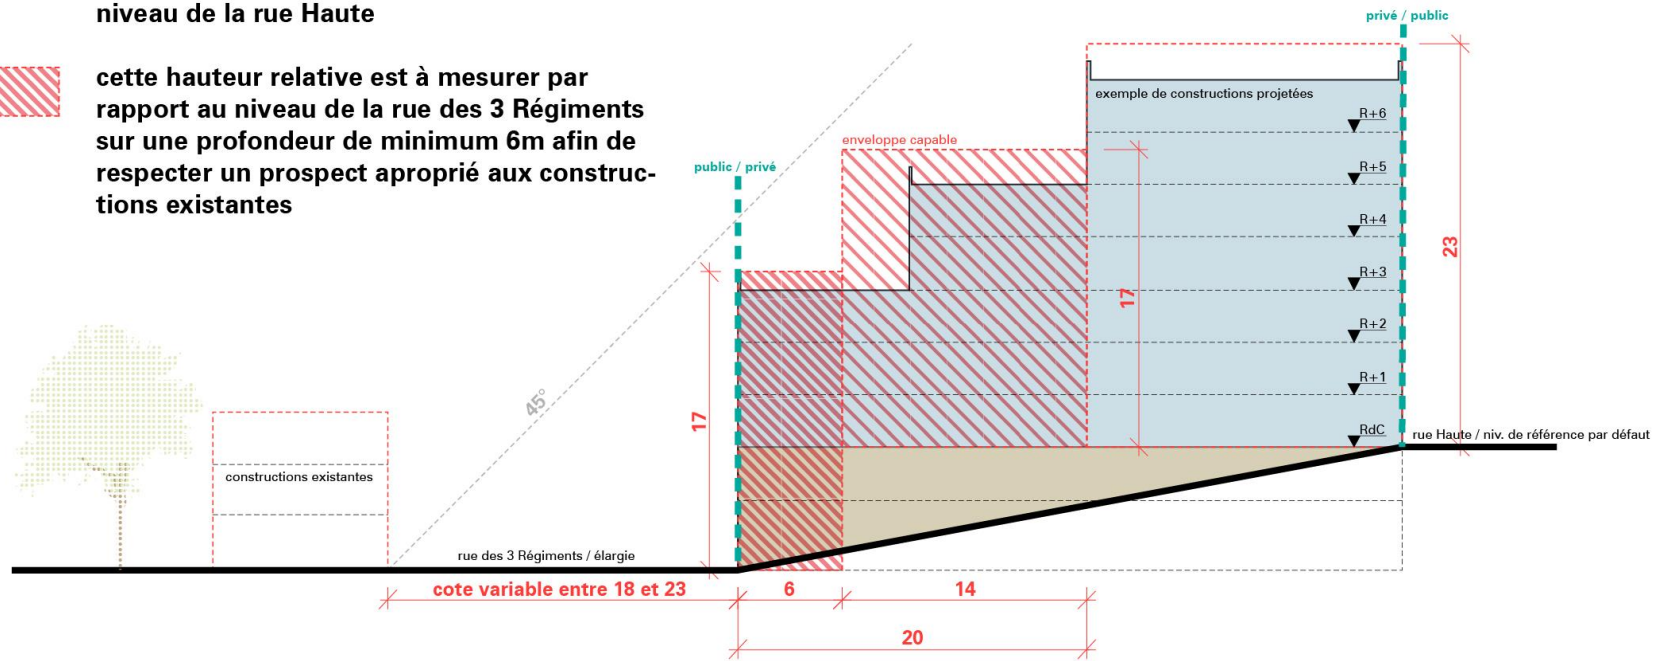 niveau de la rue Haute
cette hauteur relative est à mesurer par
rapport au niveau de la rue des 3 Régiments
sur une profondeur de minimum 6m afin de
respecter un prospect aproprié aux construc-
tions existantes
privé / public
exemple de constructions projetées
R+6
enveloppe capable
public / privé
R+5
R+4
23
R+3
17
R+2
45°
R+1
17
RdC
rue Haute / niv. de référence par défaut
constructions existantes
rue des 3 Régiments / élargie
cote variable entre 18 et 23
6
14
20